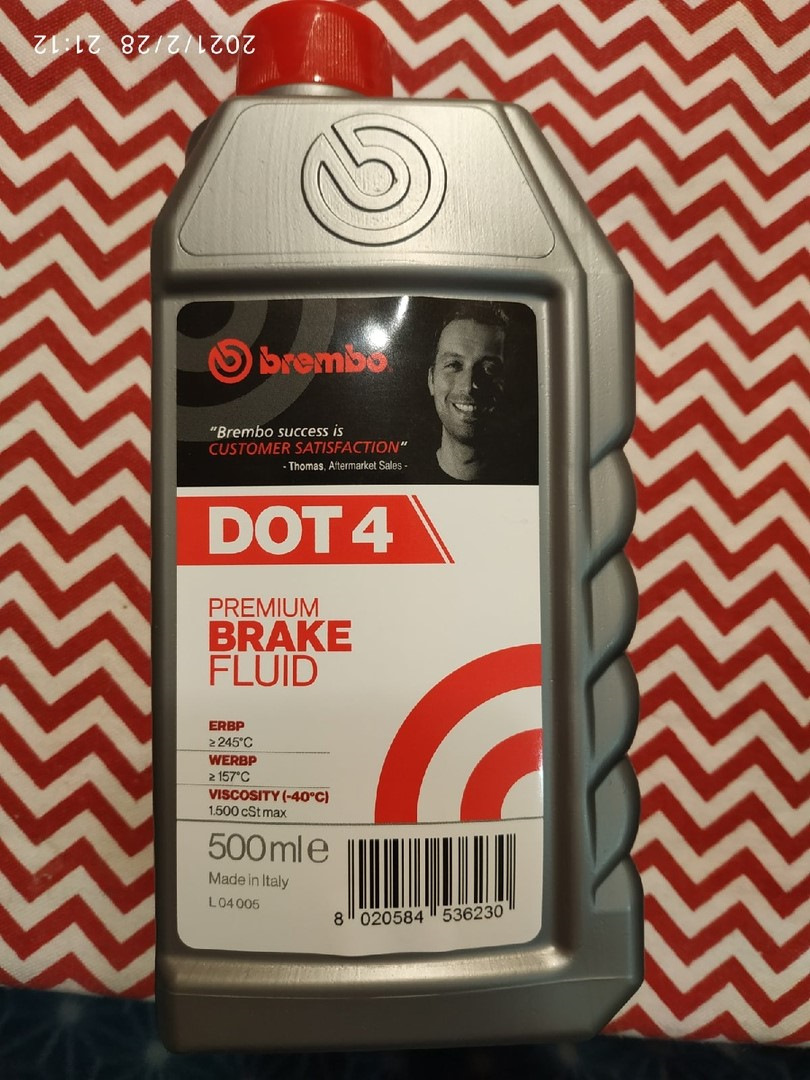 2021/2/28 21:12
brembo
"Brembo success is
CUSTOMER SATISFACTION"
- Thomas, Aftermarket Sales -
DOT 4
PREMIUM
BRAKE
FLUID
ERBP
≥ 245°C
WERBP
≥ 157°C
VISCOSITY (-40°C)
1.500 cSt max
500ml e
Made in Italy
L 04 005
8 020584 536230